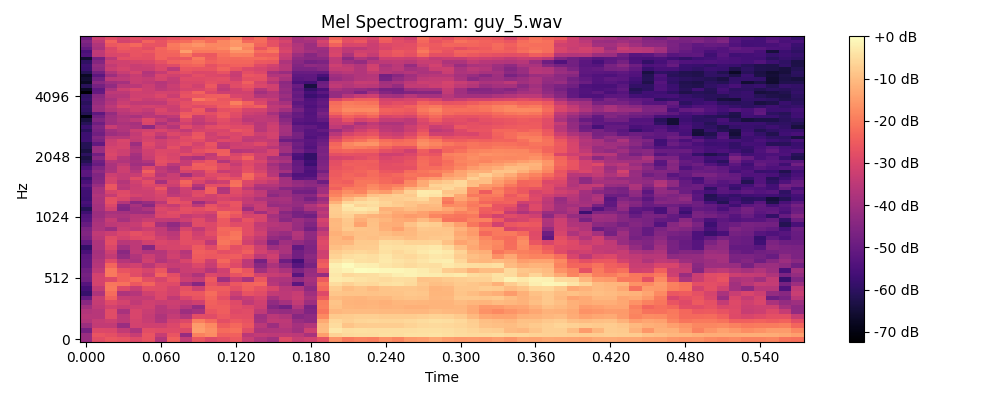 Mel Spectrogram: guy_5.wav
Hz
4096
2048
1024
512
0
0.000 0.060 0.120 0.180 0.240 0.300 0.360 0.420 0.480 0.540
Time
+0 dB
-10 dB
-20 dB
-30 dB
-40 dB
-50 dB
-60 dB
-70 dB